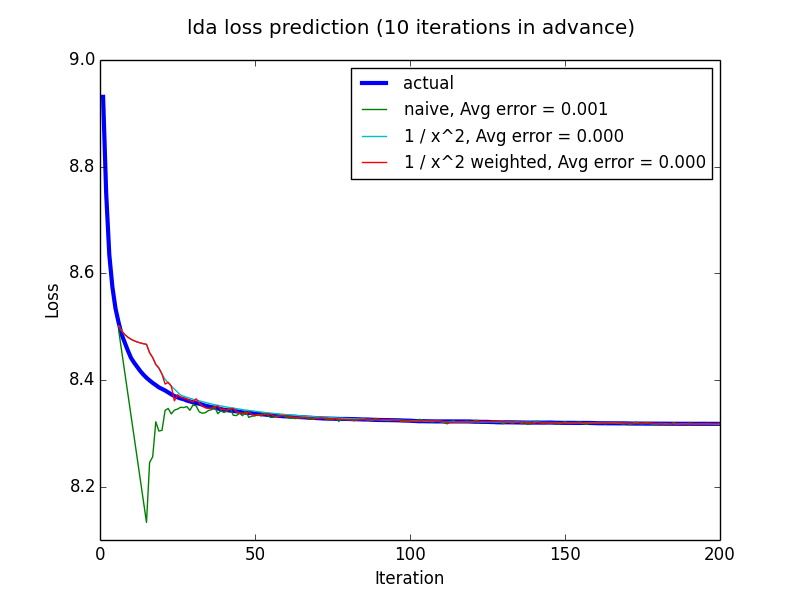 lda loss prediction (10 iterations in advance)
9.0
8.8
8.6
8.4
8.2
Loss
actual
naive, Avg error = 0.001
1 / x^2, Avg error = 0.000
1 / x^2 weighted, Avg error = 0.000
0 50 100 150 200
Iteration